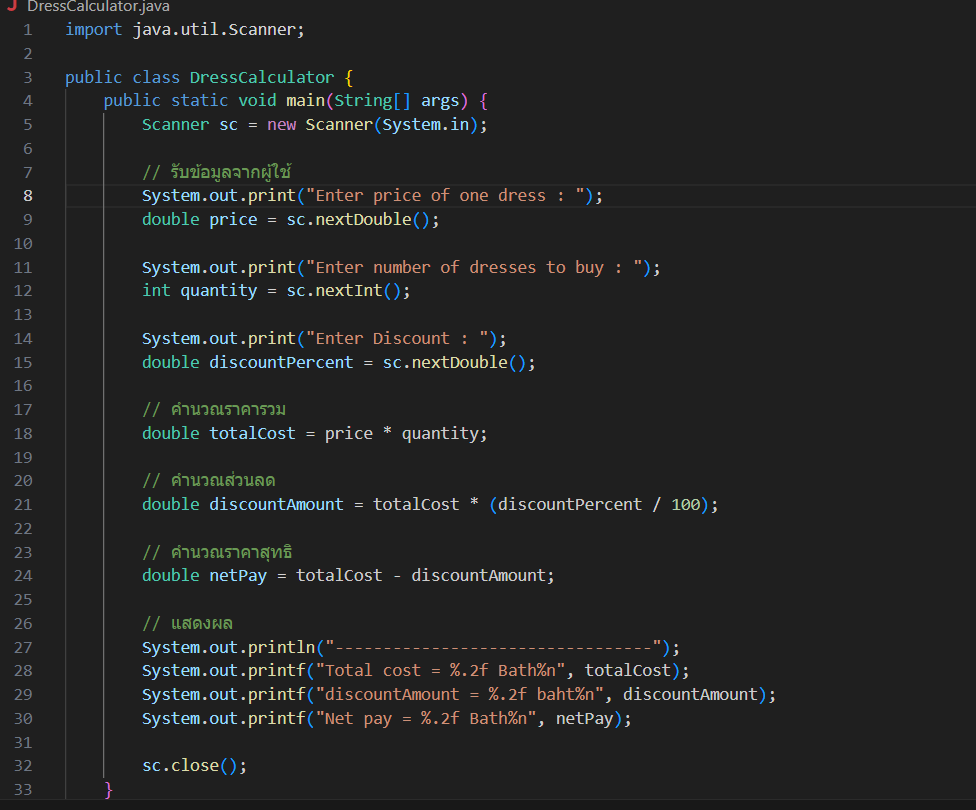 DressCalculator.java
1 import java.util.Scanner;
2
3 public class DressCalculator {
4 public static void main(String[] args) {
5 Scanner sc = new Scanner(System.in);
6
7 // รับข้อมูลจากผู้ใช้
8 System.out.print("Enter price of one dress : ");
9 double price = sc.nextDouble();
10
11 System.out.print("Enter number of dresses to buy : ");
12 int quantity = sc.nextInt();
13
14 System.out.print("Enter Discount : ");
15 double discountPercent = sc.nextDouble();
16
17 // คำนวณราคารวม
18 double totalCost = price * quantity;
19
20 // คำนวณส่วนลด
21 double discountAmount = totalCost * (discountPercent / 100);
22
23 // คำนวณราคาสุทธิ
24 double netPay = totalCost - discountAmount;
25
26 // แสดงผล
27 System.out.println("---------------------------------");
28 System.out.printf("Total cost = %.2f Bath%n", totalCost);
29 System.out.printf("discountAmount = %.2f baht%n", discountAmount);
30 System.out.printf("Net pay = %.2f Bath%n", netPay);
31
32 sc.close();
33 }